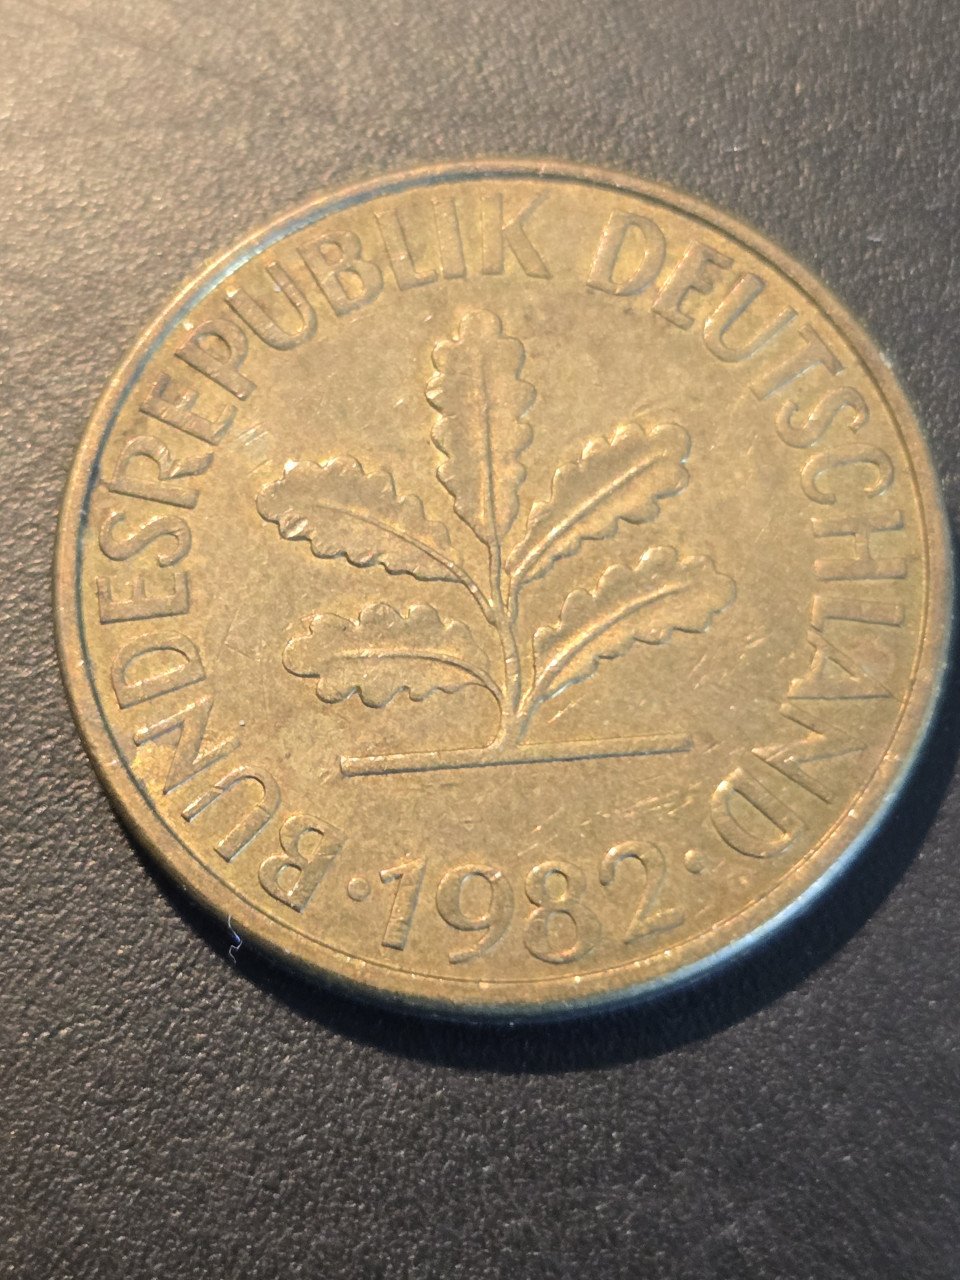 BUNDESREPUBLIK DEUTSCHLAND
· 1982 ·